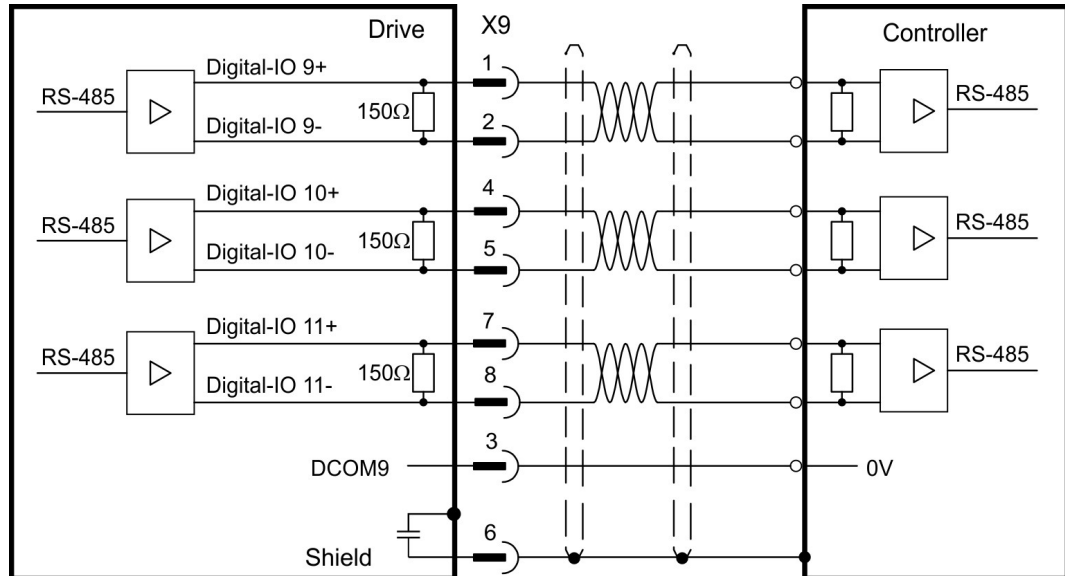 Drive
X9
Controller
Digital-IO 9+
1
RS-485
150Ω
RS-485
Digital-IO 9-
2
Digital-IO 10+
4
RS-485
150Ω
RS-485
Digital-IO 10-
5
Digital-IO 11+
7
RS-485
150Ω
RS-485
Digital-IO 11-
8
3
DCOM9
0V
6
Shield